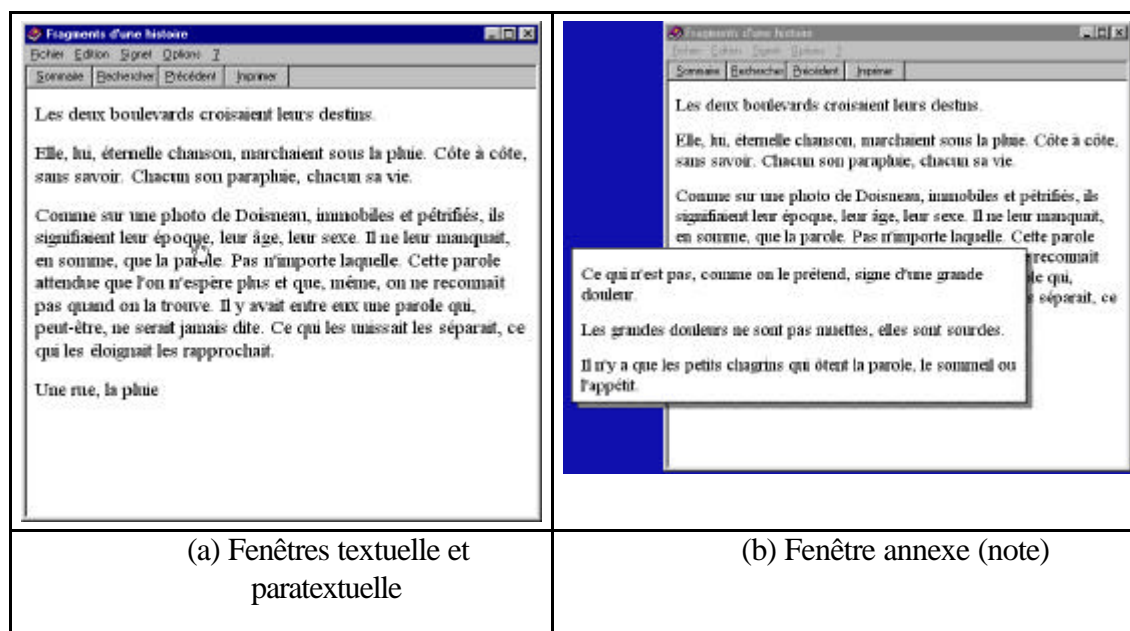 Fragments d'une histoire
Fichier Edition Signet Options ?
Sommaire Rechercher Précédent Imprimer
Les deux boulevards croisaient leurs destins.
Elle, lui, éternelle chanson, marchaient sous la pluie. Côte à côte,
sans savoir. Chacun son parapluie, chacun sa vie.
Comme sur une photo de Doisneau, immobiles et pétrifiés, ils
signifiaient leur époque, leur âge, leur sexe. Il ne leur manquait,
en somme, que la parole. Pas n'importe laquelle. Cette parole
attendue que l'on n'espère plus et que, même, on ne reconnaît
pas quand on la trouve. Il y avait entre eux une parole qui,
peut-être, ne serait jamais dite. Ce qui les unissait les séparait, ce
qui les éloignait les rapprochait.
Une rue, la pluie
(a) Fenêtres textuelle et
paratextuelle
Fragments d'une histoire
Fichier Edition Signet Options ?
Sommaire Rechercher Précédent Imprimer
Les deux boulevards croisaient leurs destins.
Elle, lui, éternelle chanson, marchaient sous la pluie. Côte à côte,
sans savoir. Chacun son parapluie, chacun sa vie.
Comme sur une photo de Doisneau, immobiles et pétrifiés, ils
signifiaient leur époque, leur âge, leur sexe. Il ne leur manquait,
en somme, que la parole. Pas n'importe laquelle. Cette parole
reconnaît
le qui,
séparait, ce
Ce qui n'est pas, comme on le prétend, signe d'une grande
douleur.
Les grandes douleurs ne sont pas muettes, elles sont sourdes.
Il n'y a que les petits chagrins qui ôtent la parole, le sommeil ou
l'appétit.
(b) Fenêtre annexe (note)